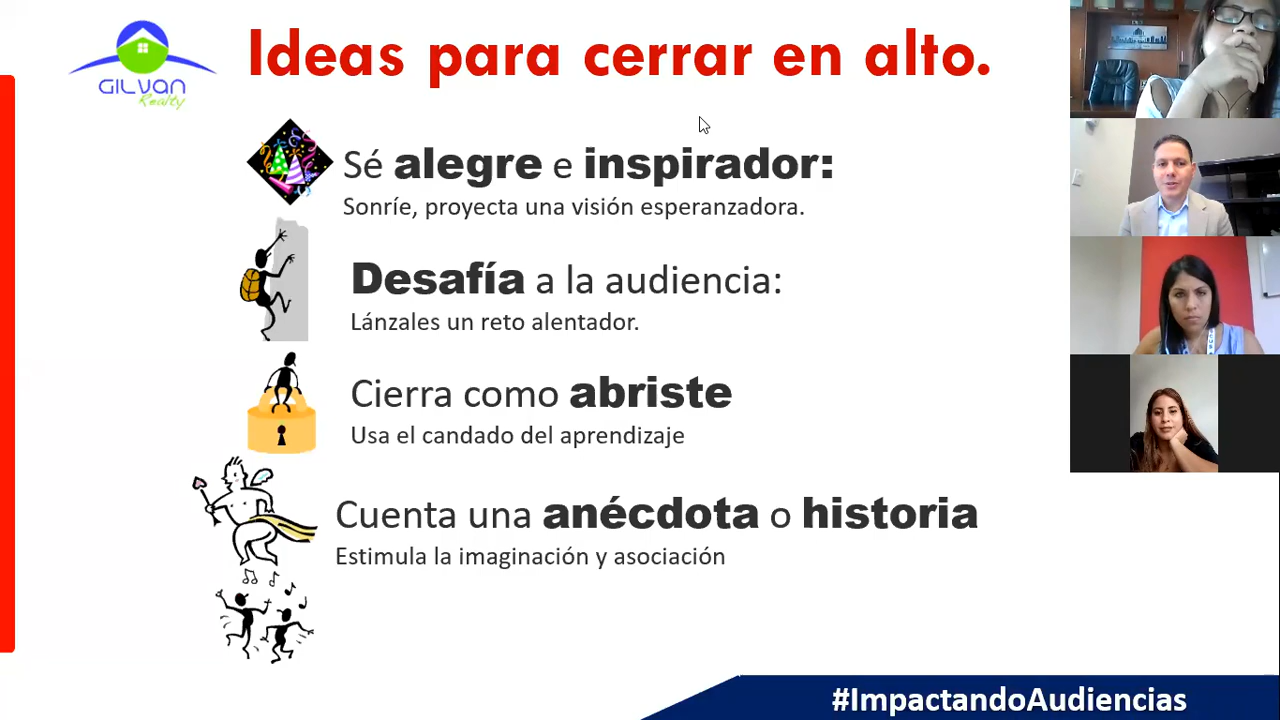 GILVAN
Realty
Ideas para cerrar en alto.
Sé alegre e inspirador:
Sonríe, proyecta una visión esperanzadora.
Desafía a la audiencia:
Lánzales un reto alentador.
Cierra como abriste
Usa el candado del aprendizaje
Cuenta una anécdota o historia
Estimula la imaginación y asociación
#ImpactandoAudiencias